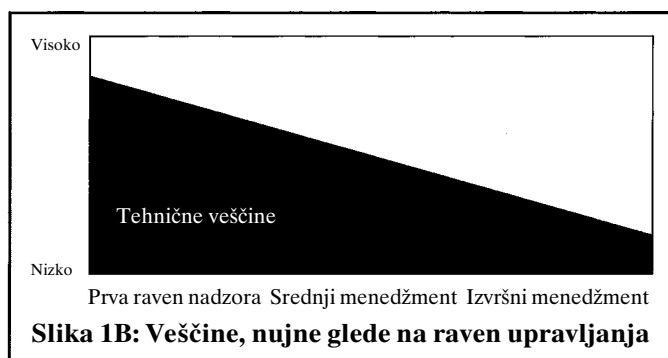 Visoko
Tehnične veščine
Nizko
Prva raven nadzora Srednji menedžment Izvršni menedžment
Slika 1B: Veščine, nujne glede na raven upravljanja